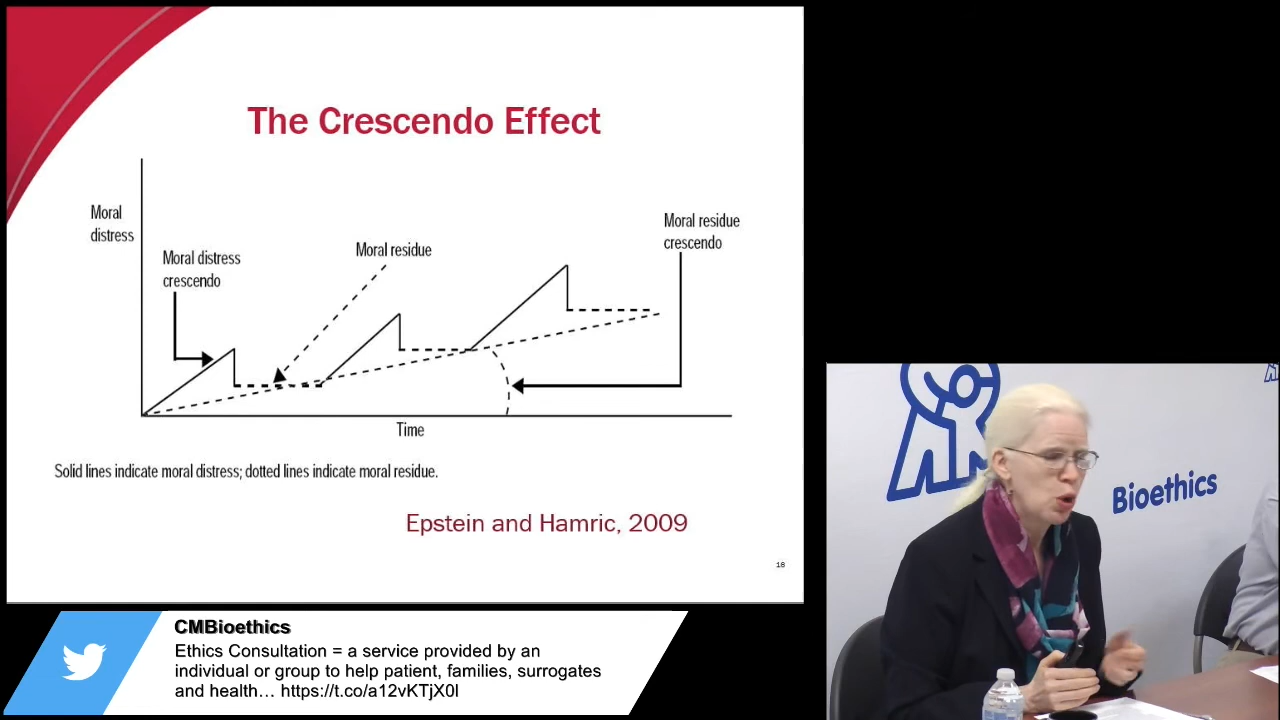 The Crescendo Effect
Moral
distress
Moral distress
crescendo
Moral residue
Moral residue
crescendo
Time
Solid lines indicate moral distress; dotted lines indicate moral residue.
Epstein and Hamric, 2009
18
CMBioethics
Ethics Consultation = a service provided by an
individual or group to help patient, families, surrogates
and health… https://t.co/a12vKTjX0l
Bioethics